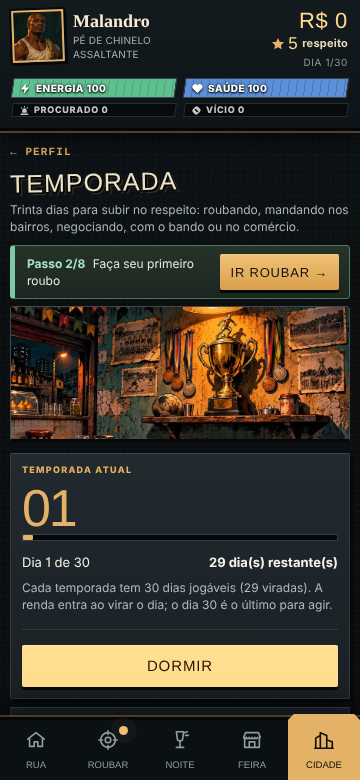 Malandro
PÉ DE CHINELO
ASSALTANTE
R$ 0
5 respeito
DIA 1/30
ENERGIA 100
SAÚDE 100
PROCURADO 0
VÍCIO 0
← PERFIL
TEMPORADA
Trinta dias para subir no respeito: roubando, mandando nos
bairros, negociando, com o bando ou no comércio.
Passo 2/8 Faça seu primeiro
roubo
IR ROUBAR →
TEMPORADA ATUAL
01
Dia 1 de 30
29 dia(s) restante(s)
Cada temporada tem 30 dias jogáveis (29 viradas). A
renda entra ao virar o dia; o dia 30 é o último para agir.
DORMIR
RUA
ROUBAR
NOITE
FEIRA
CIDADE